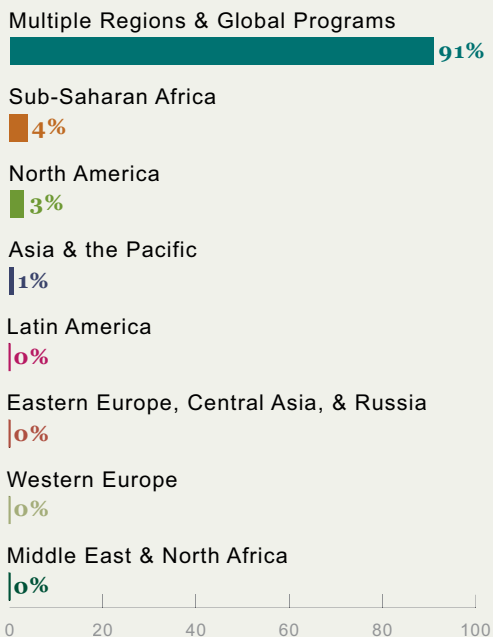 Multiple Regions & Global Programs
91%
Sub-Saharan Africa
4%
North America
3%
Asia & the Pacific
1%
Latin America
0%
Eastern Europe, Central Asia, & Russia
0%
Western Europe
0%
Middle East & North Africa
0%
0 20 40 60 80 100